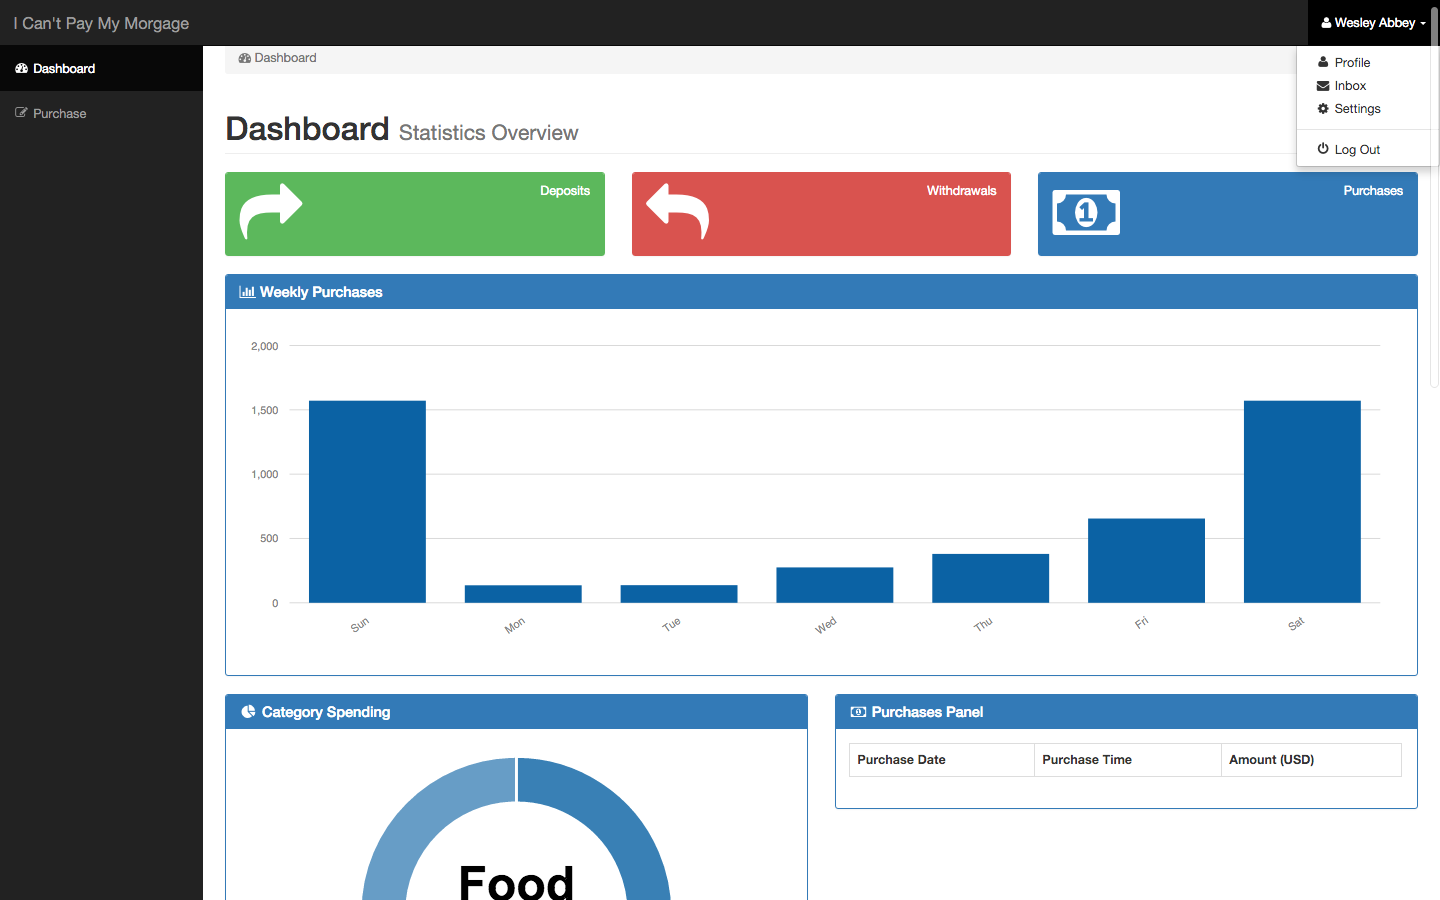 I Can't Pay My Morgage
Wesley Abbey
Dashboard
Purchase
Dashboard
Profile
Inbox
Settings
Log Out
Dashboard Statistics Overview
Deposits
Withdrawals
1
Purchases
Weekly Purchases
2,000
1,500
1,000
500
0
Sun
Mon
Tue
Wed
Thu
Fri
Sat
Category Spending
Food
Purchases Panel
Purchase Date
Purchase Time
Amount (USD)